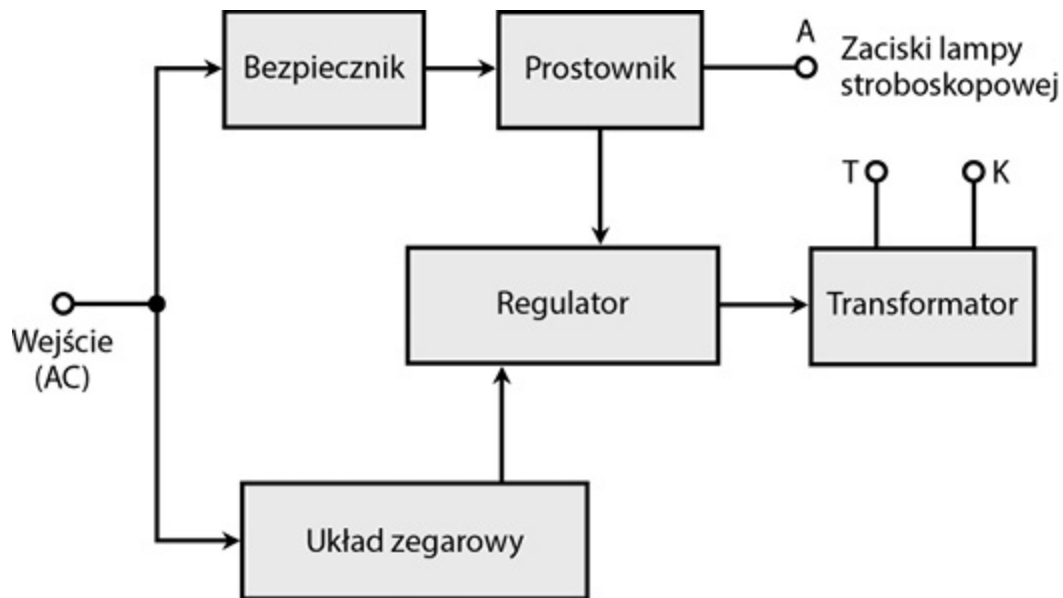 Bezpiecznik
Prostownik
A
Zaciski lampy
stroboskopowej
T
K
Regulator
Transformator
Wejście
(AC)
Układ zegarowy